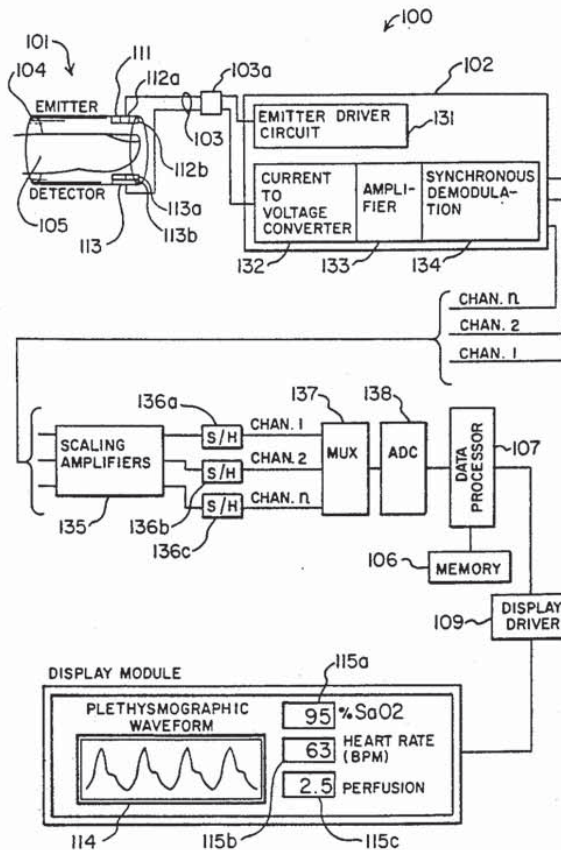 100
101
111
104
112a
103a
102
EMITTER
103
EMITTER DRIVER
CIRCUIT
131
112b
105
DETECTOR
113a
113b
113
CURRENT
TO
VOLTAGE
CONVERTER
AMPLI-
FIER
SYNCHRONOUS
DEMODULA-
TION
132
133
134
CHAN. n
CHAN. 2
CHAN. 1
136a
137
138
S/H
CHAN. 1
107
SCALING
AMPLIFIERS
S/H
CHAN. 2
MUX
ADC
DATA
PROCESSOR
S/H
CHAN. n
135
136b
136c
106
MEMORY
109
DISPLAY
DRIVER
DISPLAY MODULE
115a
PLETHYSMOGRAPHIC
WAVEFORM
95 %SaO2
63 HEART RATE
(BPM)
2.5 PERFUSION
114
115b
115c